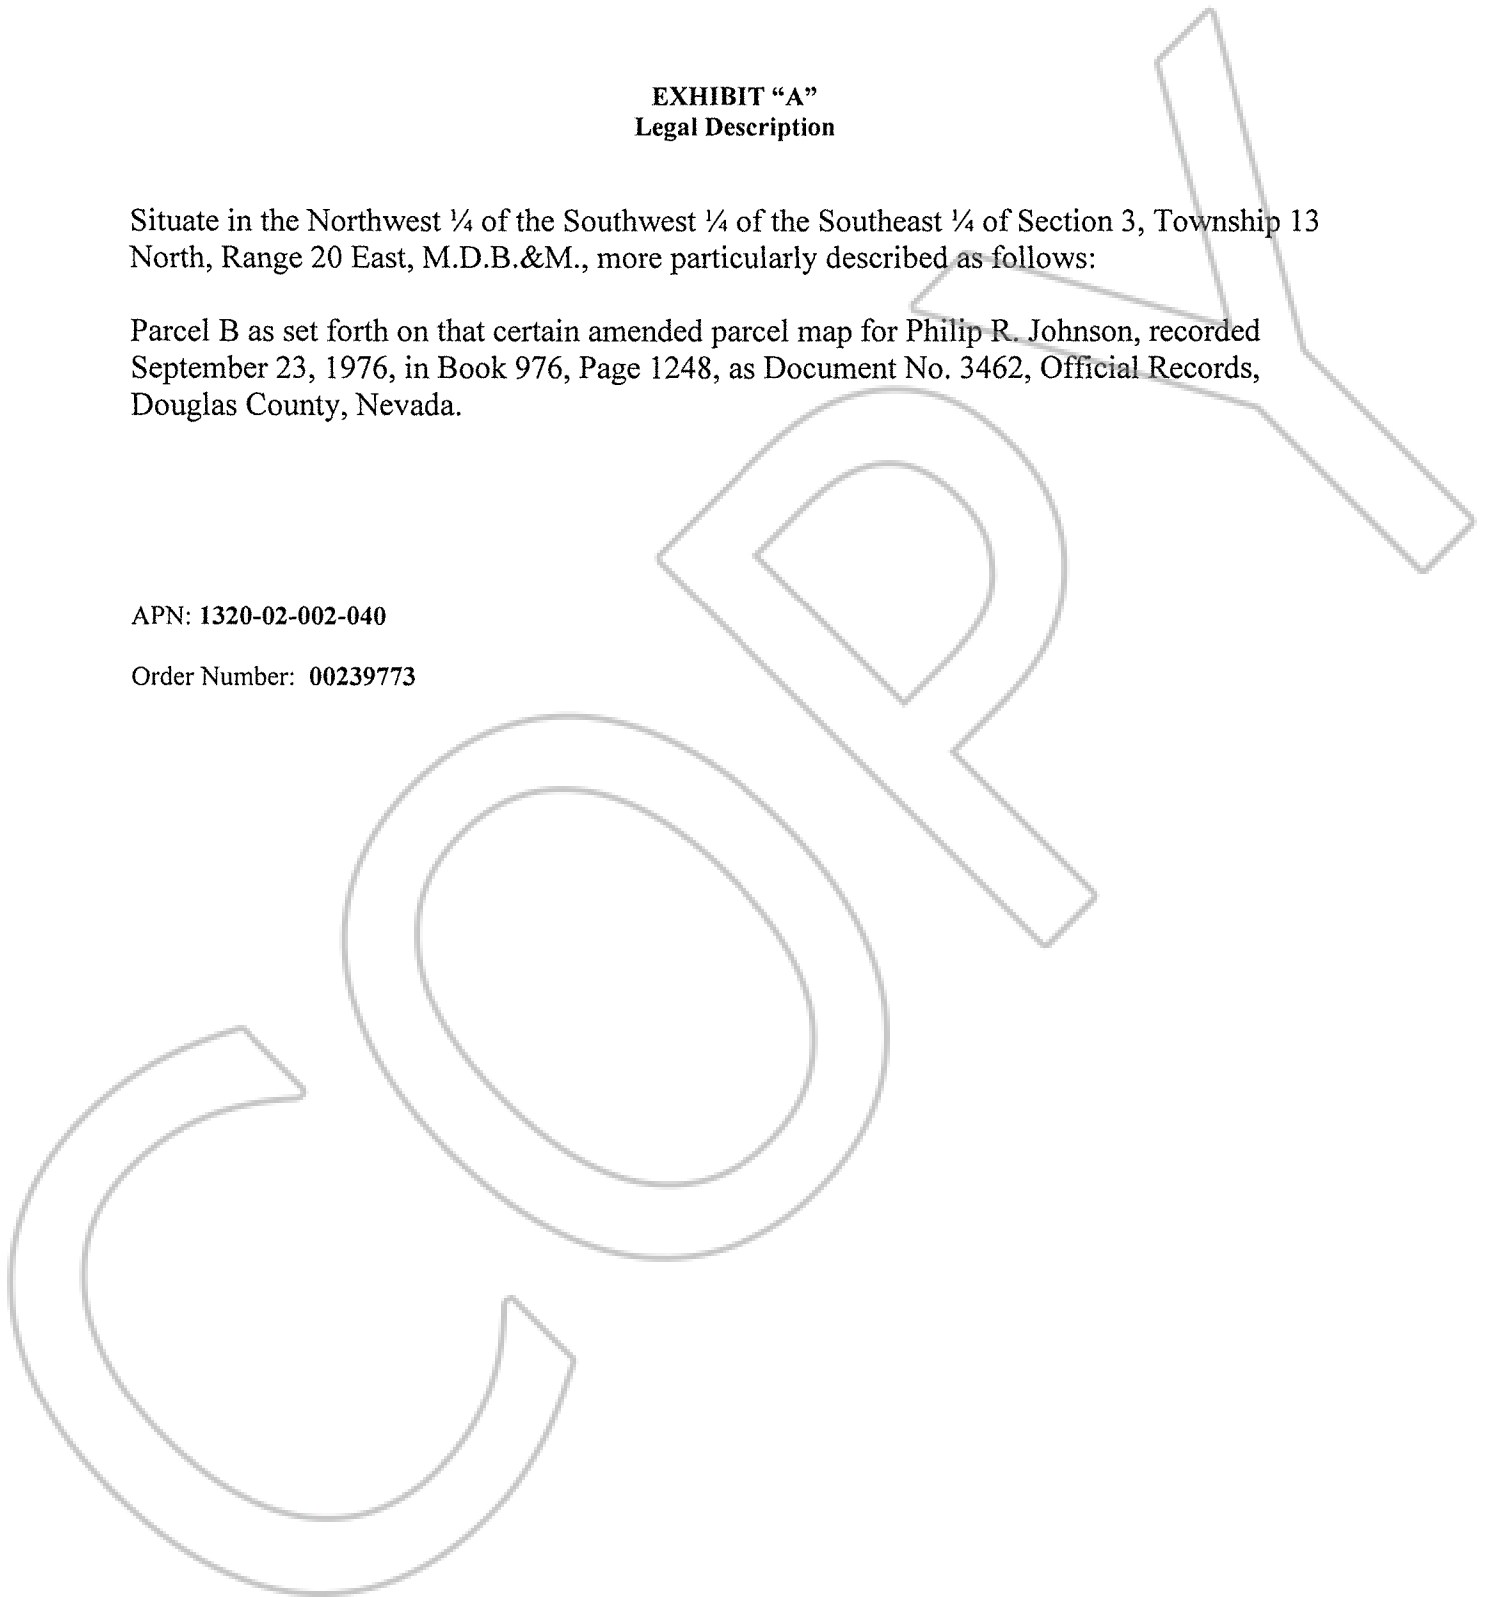 EXHIBIT “A”
Legal Description
Situate in the Northwest ¼ of the Southwest ¼ of the Southeast ¼ of Section 3, Township 13
North, Range 20 East, M.D.B.&M., more particularly described as follows:
Parcel B as set forth on that certain amended parcel map for Philip R. Johnson, recorded
September 23, 1976, in Book 976, Page 1248, as Document No. 3462, Official Records,
Douglas County, Nevada.
APN: 1320-02-002-040
Order Number: 00239773
COPY